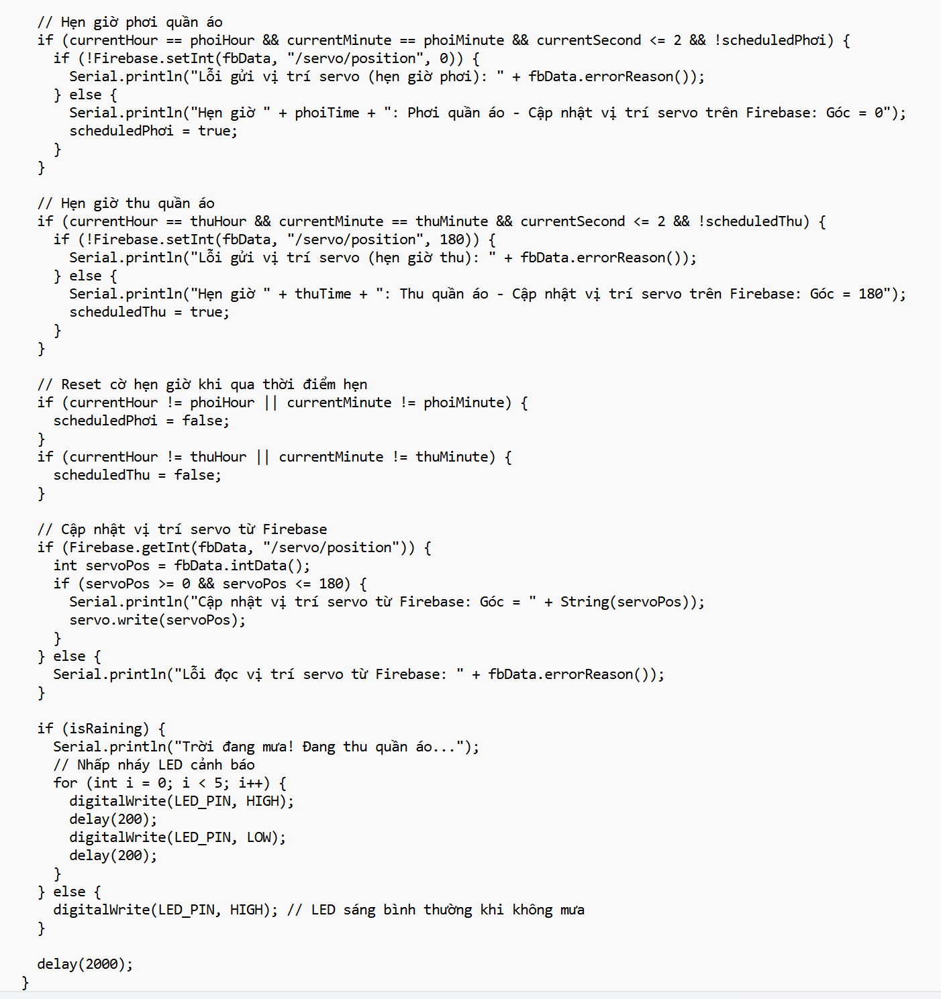 // Hẹn giờ phơi quần áo
if (currentHour == phoiHour && currentMinute == phoiMinute && currentSecond <= 2 && !scheduledPhơi) {
if (!Firebase.setInt(fbData, "/servo/position", 0)) {
Serial.println("Lỗi gửi vị trí servo (hẹn giờ phơi): " + fbData.errorReason());
} else {
Serial.println("Hẹn giờ " + phoiTime + ": Phơi quần áo - Cập nhật vị trí servo trên Firebase: Góc = 0");
scheduledPhơi = true;
}
}
// Hẹn giờ thu quần áo
if (currentHour == thuHour && currentMinute == thuMinute && currentSecond <= 2 && !scheduledThu) {
if (!Firebase.setInt(fbData, "/servo/position", 180)) {
Serial.println("Lỗi gửi vị trí servo (hẹn giờ thu): " + fbData.errorReason());
} else {
Serial.println("Hẹn giờ " + thuTime + ": Thu quần áo - Cập nhật vị trí servo trên Firebase: Góc = 180");
scheduledThu = true;
}
}
// Reset cờ hẹn giờ khi qua thời điểm hẹn
if (currentHour != phoiHour || currentMinute != phoiMinute) {
scheduledPhơi = false;
}
if (currentHour != thuHour || currentMinute != thuMinute) {
scheduledThu = false;
}
// Cập nhật vị trí servo từ Firebase
if (Firebase.getInt(fbData, "/servo/position")) {
int servoPos = fbData.intData();
if (servoPos >= 0 && servoPos <= 180) {
Serial.println("Cập nhật vị trí servo từ Firebase: Góc = " + String(servoPos));
servo.write(servoPos);
}
} else {
Serial.println("Lỗi đọc vị trí servo từ Firebase: " + fbData.errorReason());
}
if (isRaining) {
Serial.println("Trời đang mưa! Đang thu quần áo...");
// Nhấp nháy LED cảnh báo
for (int i = 0; i < 5; i++) {
digitalWrite(LED_PIN, HIGH);
delay(200);
digitalWrite(LED_PIN, LOW);
delay(200);
}
} else {
digitalWrite(LED_PIN, HIGH); // LED sáng bình thường khi không mưa
}
delay(2000);
}